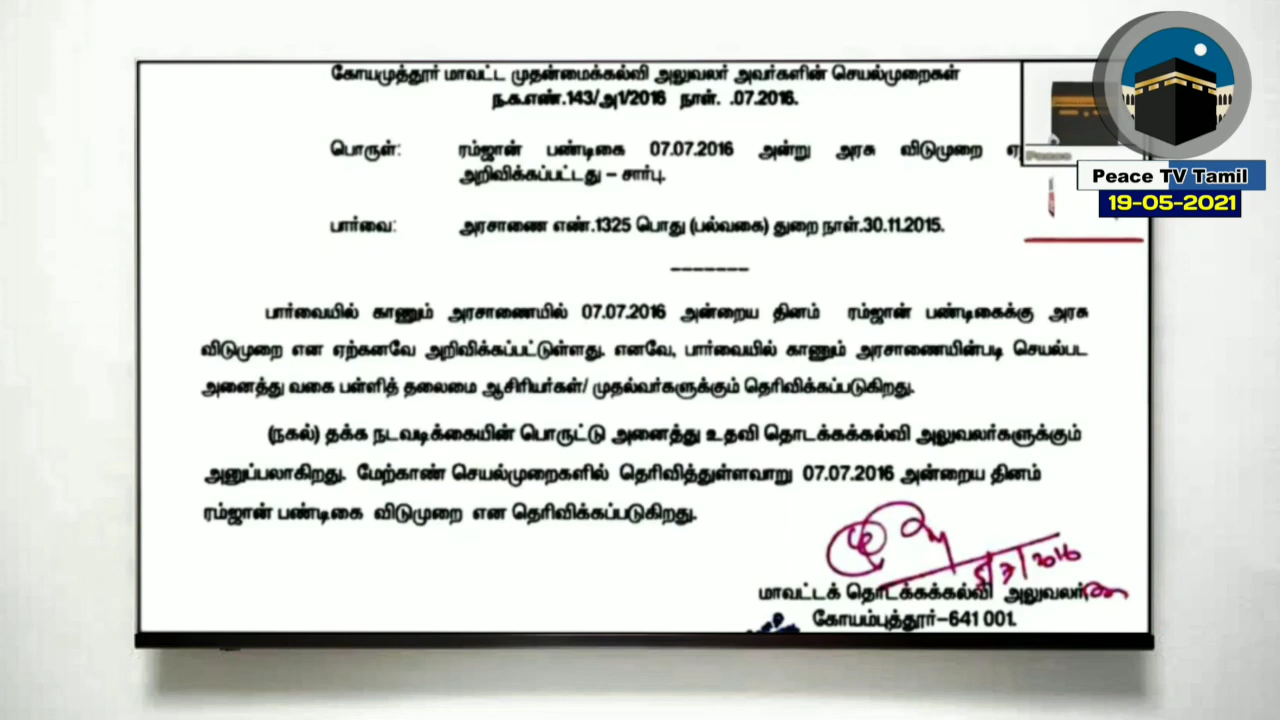 கோயமுத்தூர் மாவட்ட முதன்மைக்கல்வி அலுவலர் அவர்களின் செயல்முறைகள்
ந.க.எண்.143/அ1/2016 நாள். .07.2016.
பொருள்: ரம்ஜான் பண்டிகை 07.07.2016 அன்று அரசு விடுமுறை
அறிவிக்கப்பட்டது – சார்பு.
Peace TV Tamil
19-05-2021
பார்வை: அரசாணை எண்.1325 பொது (பல்வகை) துறை நாள்.30.11.2015.
பார்வையில் காணும் அரசாணையில் 07.07.2016 அன்றைய தினம் ரம்ஜான் பண்டிகைக்கு அரசு
விடுமுறை என ஏற்கனவே அறிவிக்கப்பட்டுள்ளது. எனவே, பார்வையில் காணும் அரசாணையின்படி செயல்பட
அனைத்து வகை பள்ளித் தலைமை ஆசிரியர்கள்/ முதல்வர்களுக்கும் தெரிவிக்கப்படுகிறது.
(நகல்) தக்க நடவடிக்கையின் பொருட்டு அனைத்து உதவி தொடக்கக்கல்வி அலுவலர்களுக்கும்
அனுப்பலாகிறது. மேற்காண் செயல்முறைகளில் தெரிவித்துள்ளவாறு 07.07.2016 அன்றைய தினம்
ரம்ஜான் பண்டிகை விடுமுறை என தெரிவிக்கப்படுகிறது.
5/7/2016
மாவட்டக் தொடக்கக்கல்வி அலுவலர்,
கோயம்புத்தூர்–641 001.